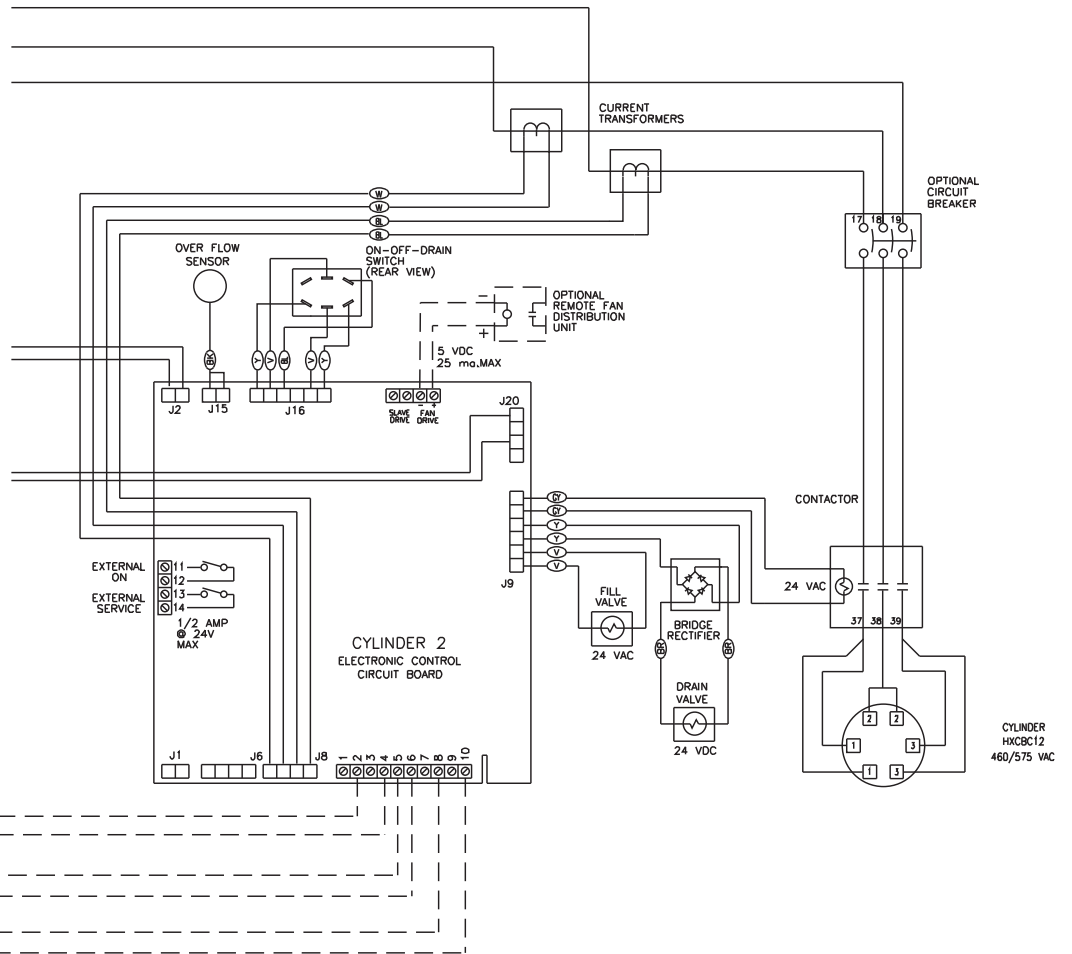 CURRENT
TRANSFORMERS
OPTIONAL
CIRCUIT
BREAKER
17 18 19
W
W
BL
BL
OVER FLOW
SENSOR
ON-OFF-DRAIN
SWITCH
(REAR VIEW)
OPTIONAL
REMOTE FAN
DISTRIBUTION
UNIT
-
+
5 VDC
25 ma.MAX
BK
Y V BL V Y
J2
J15
J16
- +
SLAVE
DRIVE
FAN
DRIVE
J20
CONTACTOR
GY
GY
Y
Y
V
V
J9
EXTERNAL
ON
11
12
EXTERNAL
SERVICE
13
14
1/2 AMP
@ 24V
MAX
FILL
VALVE
24 VAC
BRIDGE
RECTIFIER
24 VAC
37 38 39
BR
BR
CYLINDER 2
ELECTRONIC CONTROL
CIRCUIT BOARD
DRAIN
VALVE
24 VDC
2 2
1 3
1 3
CYLINDER
HXCBC12
460/575 VAC
J1
J6
J8
1 2 3 4 5 6 7 8 9 10